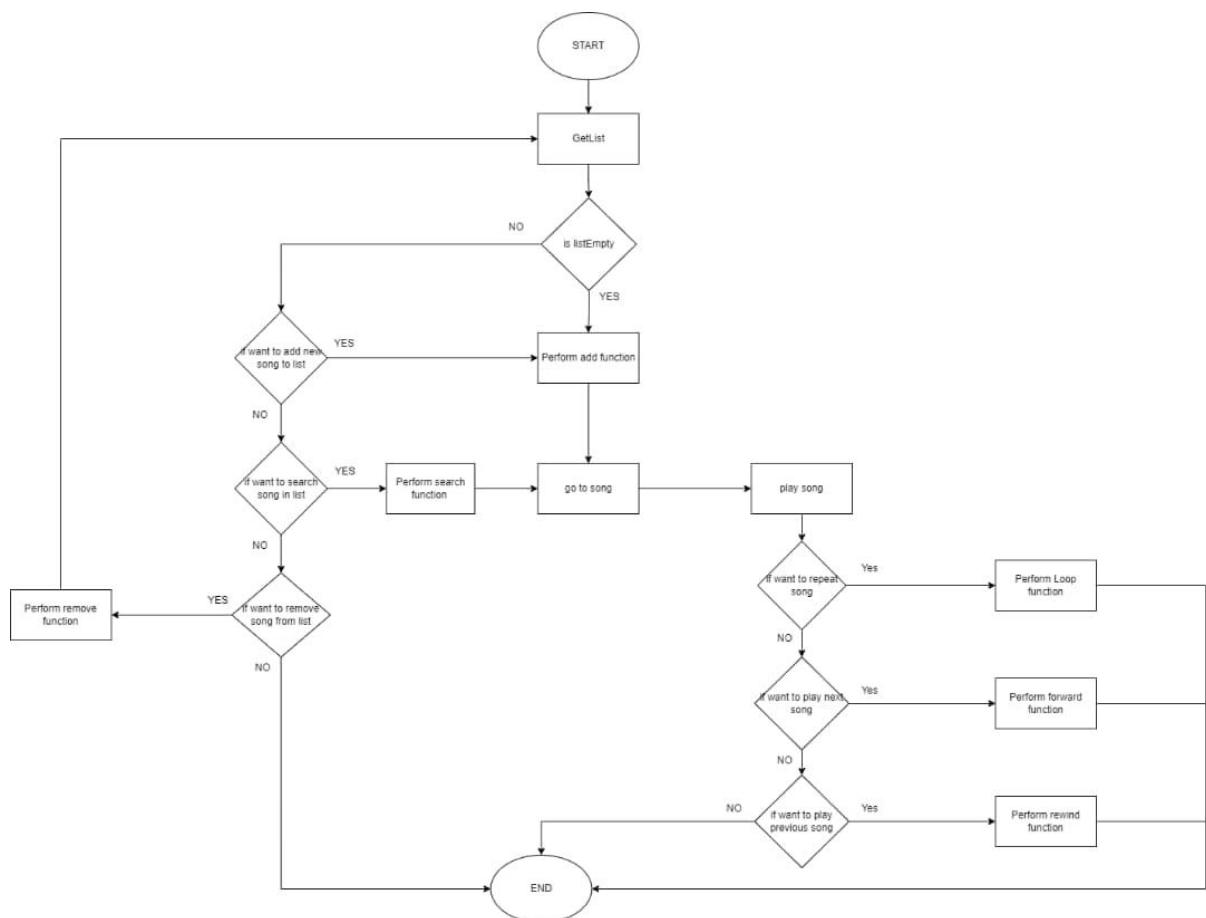 START
GetList
NO
is listEmpty
YES
if want to add new
song to list
YES
Perform add function
NO
if want to search
song in list
YES
Perform search
function
go to song
play song
NO
if want to repeat
song
Yes
Perform Loop
function
Perform remove
function
YES
if want to remove
song from list
NO
NO
if want to play next
song
Yes
Perform forward
function
NO
NO
if want to play
previous song
Yes
Perform rewind
function
END